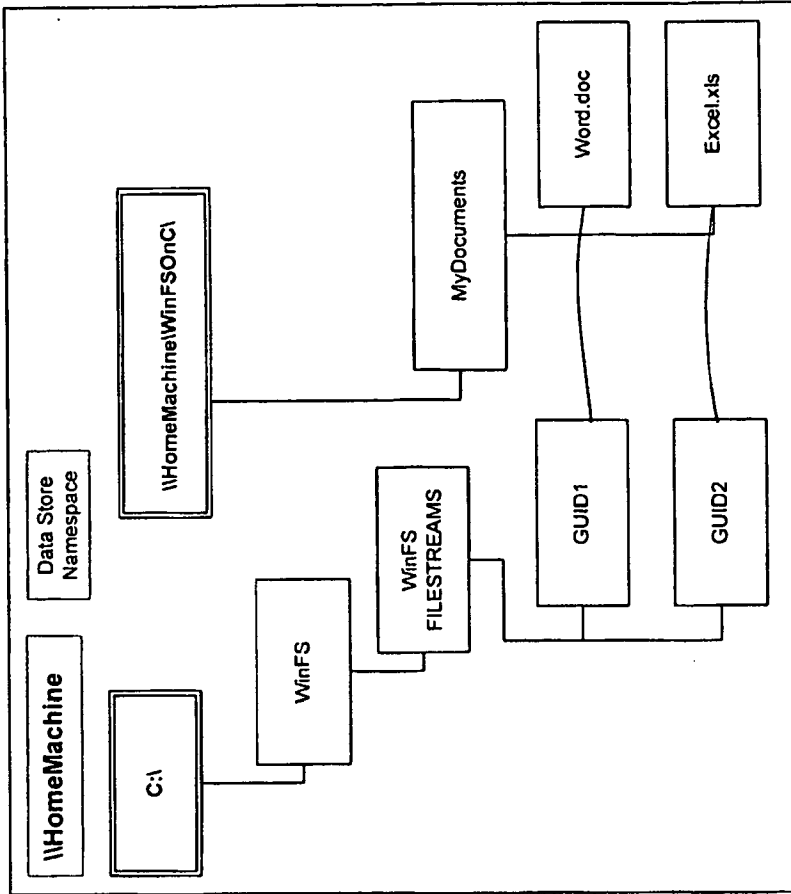 \\HomeMachine
Data Store
Namespace
C:\
\\HomeMachine\WinFSOnC\
WinFS
WinFS
FILESTREAMS
MyDocuments
GUID1
Word.doc
GUID2
Excel.xls